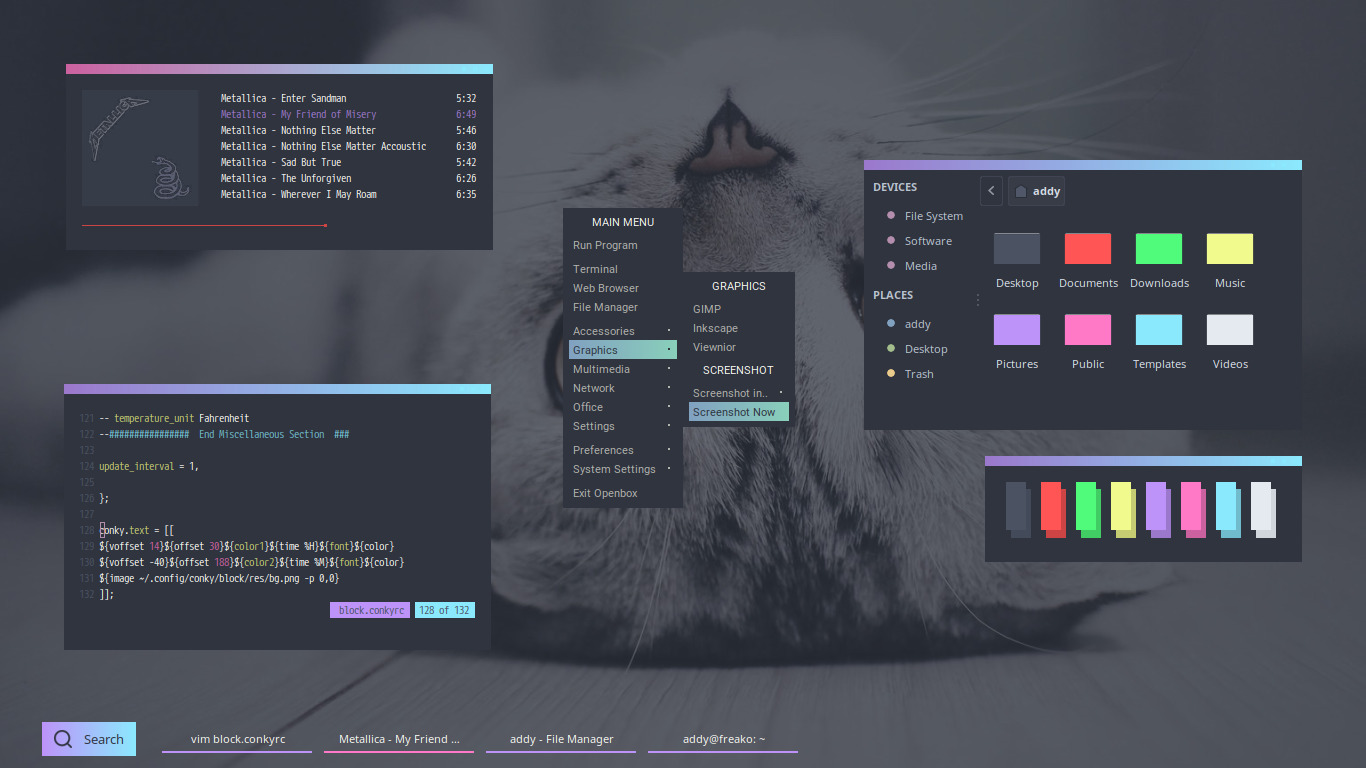 METALLICA
Metallica - Enter Sandman 5:32
Metallica - My Friend of Misery 6:49
Metallica - Nothing Else Matter 5:46
Metallica - Nothing Else Matter Accoustic 6:30
Metallica - Sad But True 5:42
Metallica - The Unforgiven 6:26
Metallica - Wherever I May Roam 6:35
MAIN MENU
Run Program
Terminal
Web Browser
File Manager
Accessories
Graphics
Multimedia
Network
Office
Settings
Preferences
System Settings
Exit Openbox
GRAPHICS
GIMP
Inkscape
Viewnior
SCREENSHOT
Screenshot in..
Screenshot Now
DEVICES
File System
Software
Media
PLACES
addy
Desktop
Trash
addy
Desktop Documents Downloads Music
Pictures Public Templates Videos
121 -- temperature_unit Fahrenheit
122 --################ End Miscellaneous Section ###
123
124 update_interval = 1,
125
126 };
127
128 conky.text = [[
129 ${voffset 14}${offset 30}${color1}${time %H}${font}${color}
130 ${voffset -40}${offset 188}${color2}${time %M}${font}${color}
131 ${image ~/.config/conky/block/res/bg.png -p 0,0}
132 ]];
block.conkyrc 128 of 132
Search
vim block.conkyrc
Metallica - My Friend ...
addy - File Manager
addy@freako: ~